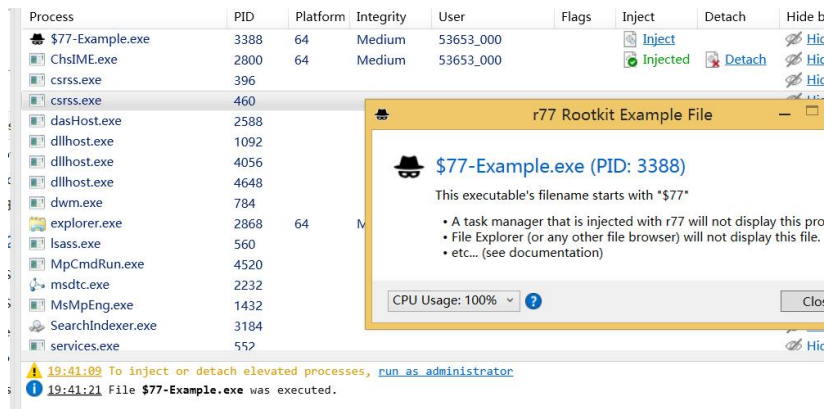 Process PID Platform Integrity User Flags Inject Detach Hide b
$77-Example.exe 3388 64 Medium 53653_000 Inject Hid
ChsIME.exe 2800 64 Medium 53653_000 Injected Detach Hid
csrss.exe 396 Hid
csrss.exe 460
dasHost.exe 2588
dllhost.exe 1092
dllhost.exe 4056
dllhost.exe 4648
dwm.exe 784
explorer.exe 2868 64
lsass.exe 560
MpCmdRun.exe 4520
msdtc.exe 2232
MsMpEng.exe 1432
SearchIndexer.exe 3184
services.exe 552 Hid
r77 Rootkit Example File
$77-Example.exe (PID: 3388)
This executable's filename starts with "$77"
• A task manager that is injected with r77 will not display this pro
• File Explorer (or any other file browser) will not display this file.
• etc... (see documentation)
CPU Usage: 100% Clos
19:41:09 To inject or detach elevated processes, run as administrator
19:41:21 File $77-Example.exe was executed.